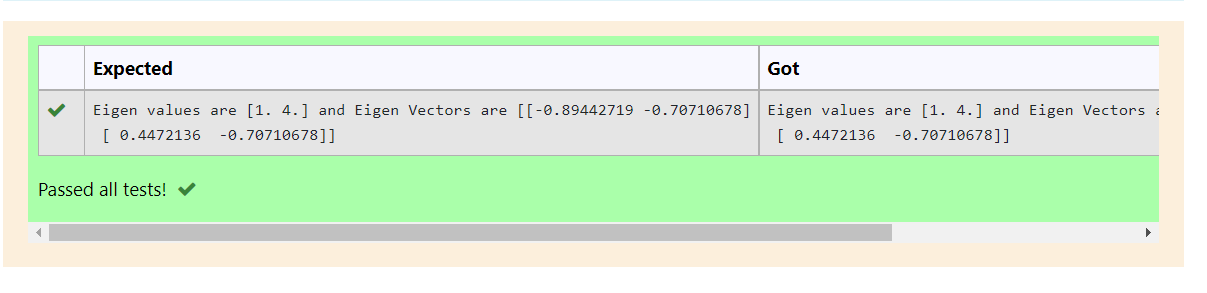 Expected
Got
Eigen values are [1. 4.] and Eigen Vectors are [[-0.89442719 -0.70710678]
[ 0.4472136  -0.70710678]]
Eigen values are [1. 4.] and Eigen Vectors
[ 0.4472136  -0.70710678]]
Passed all tests!